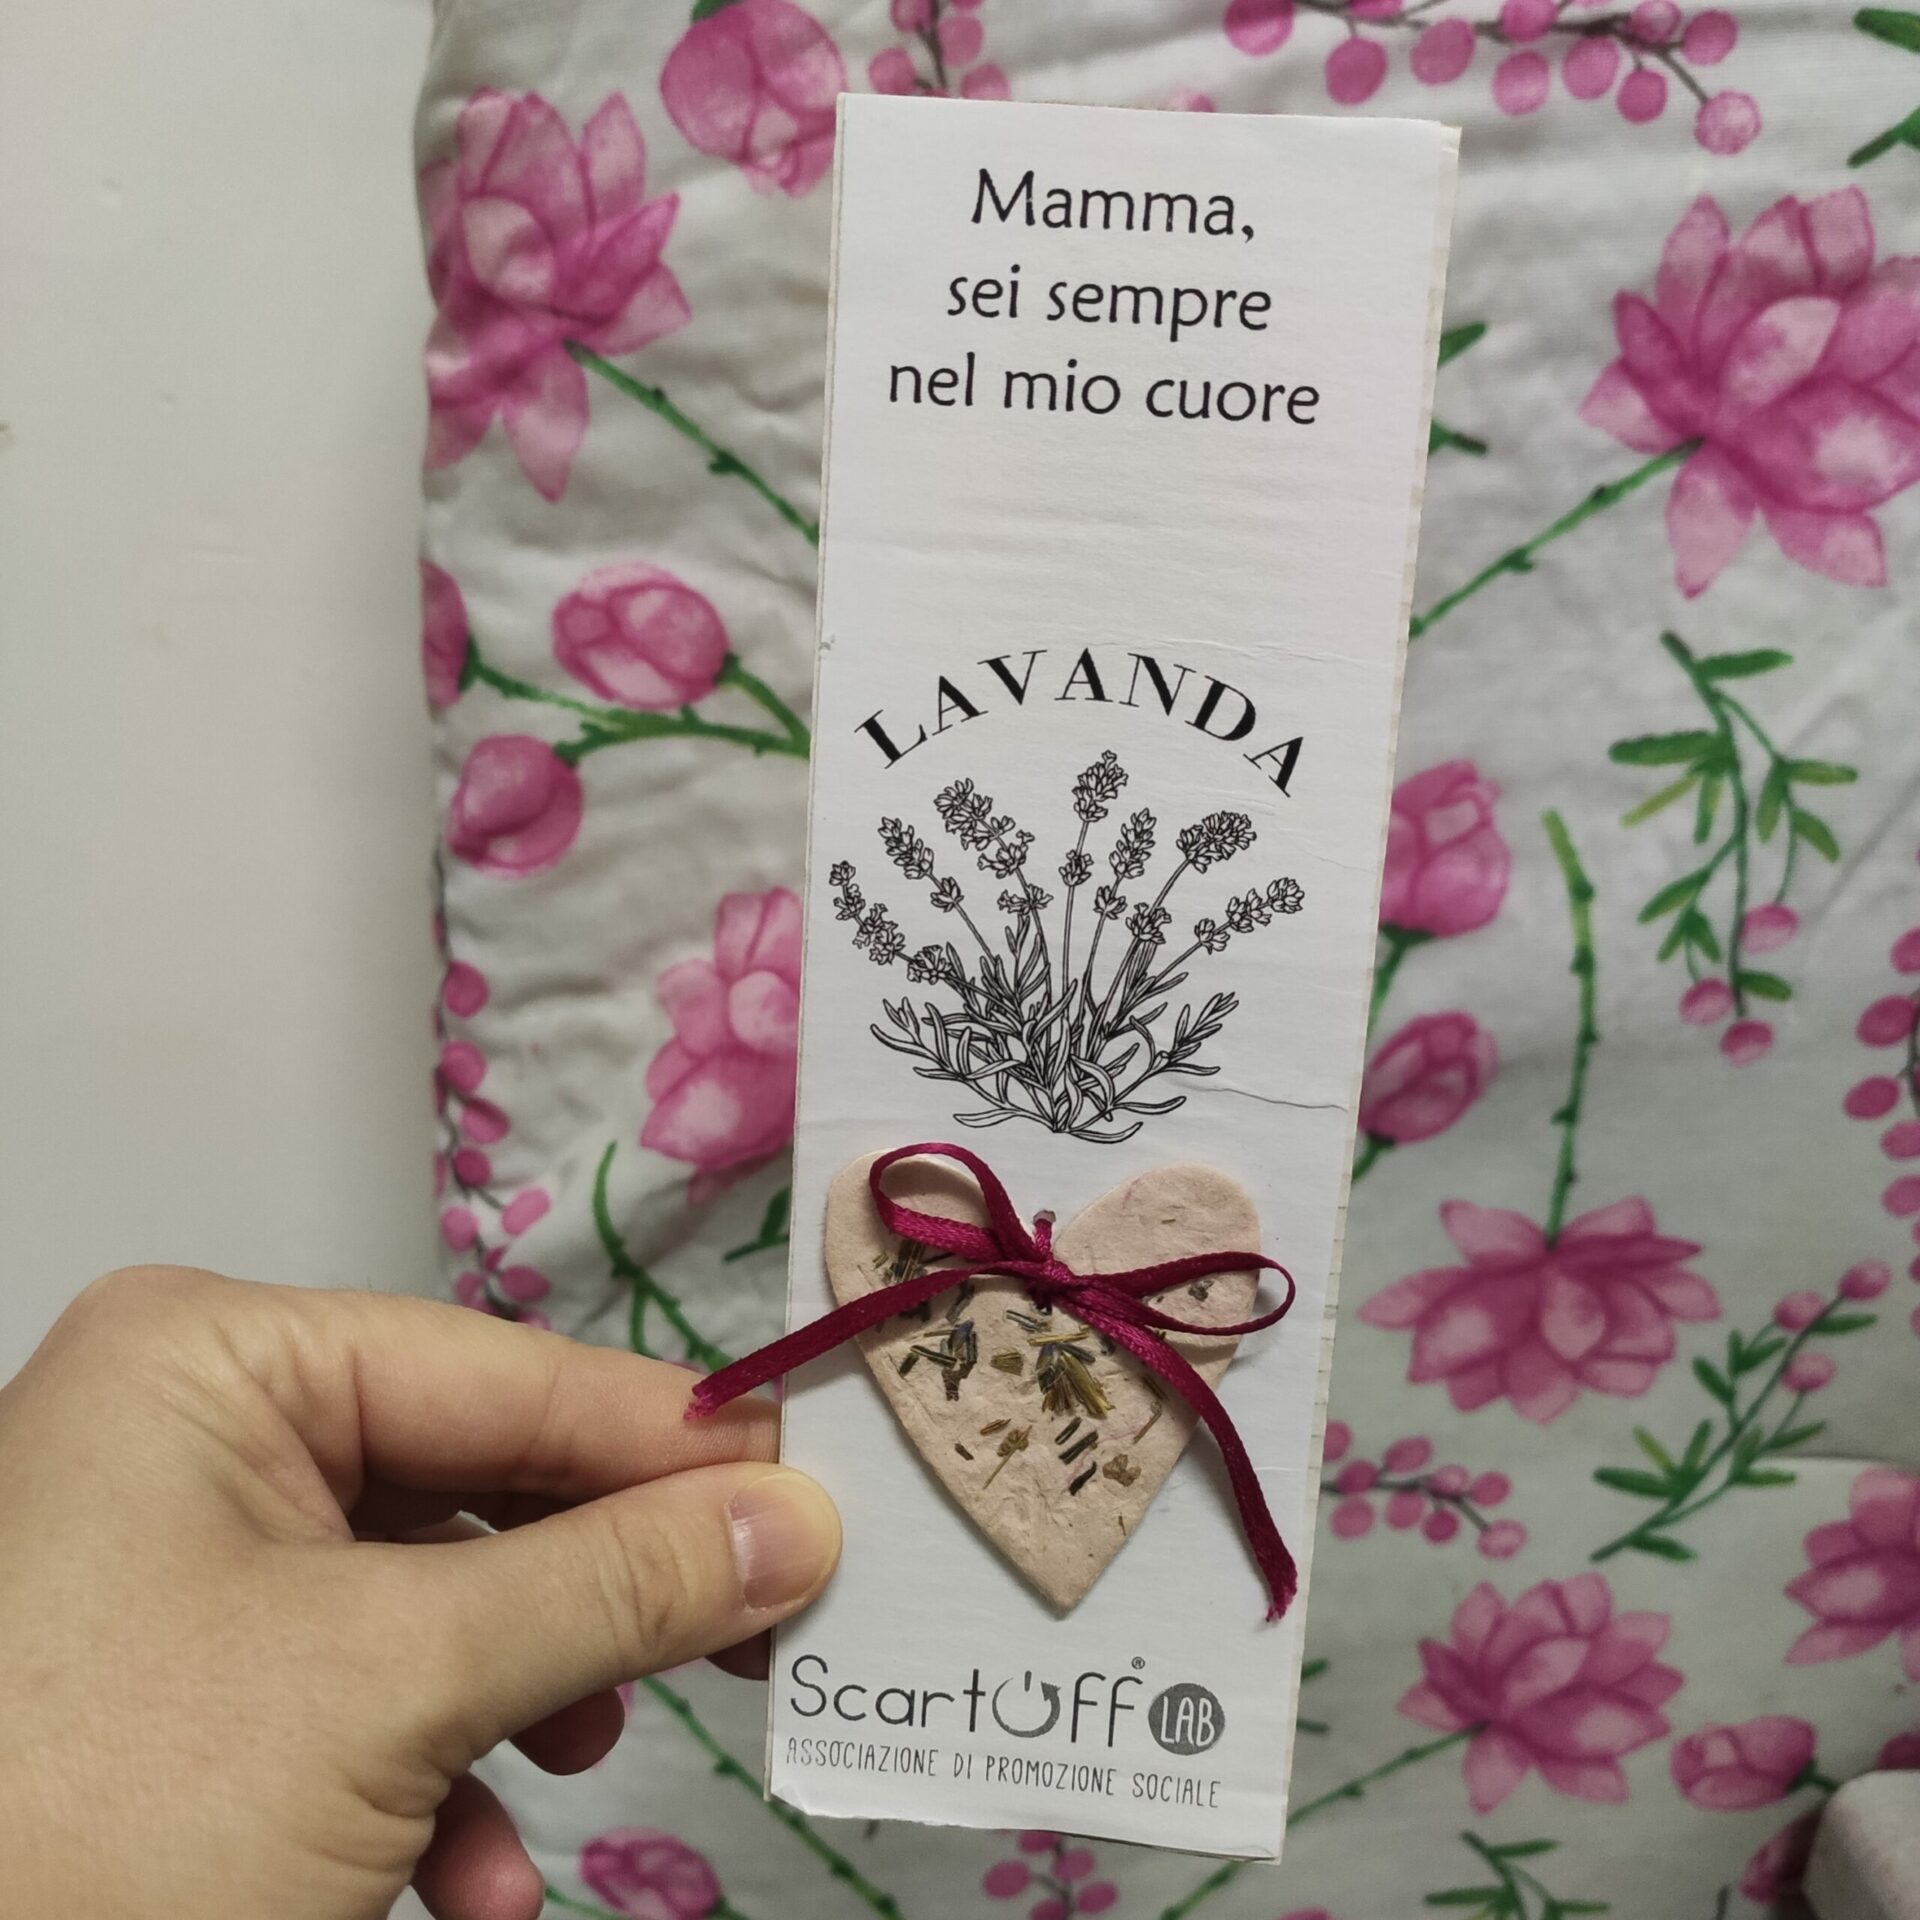 Mamma,
sei sempre
nel mio cuore
LAVANDA
ScartOff® LAB
ASSOCIAZIONE DI PROMOZIONE SOCIALE